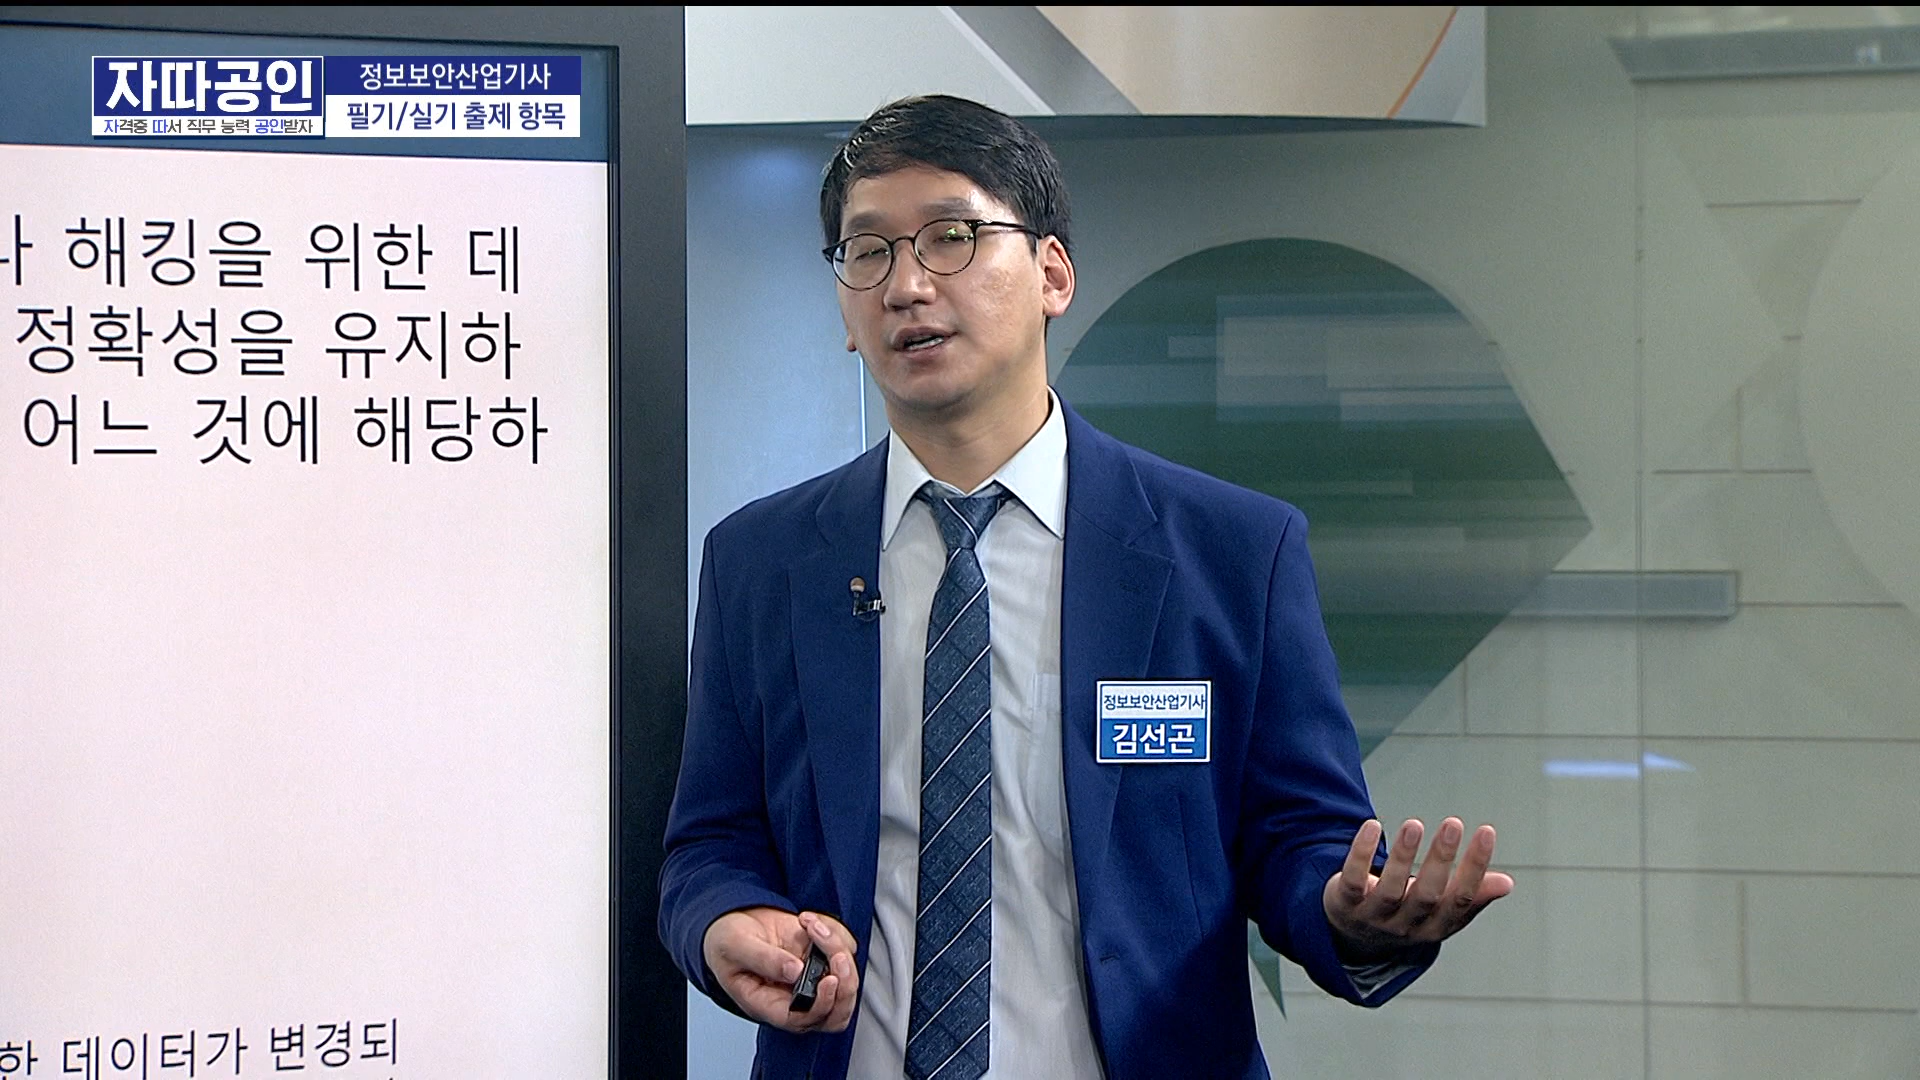 자따공인
자격증 따서 직무 능력 공인받자
정보보안산업기사
필기/실기 출제 항목
해킹을 위한 데
정확성을 유지하
어느 것에 해당하
한 데이터가 변경되
정보보안산업기사
김선곤